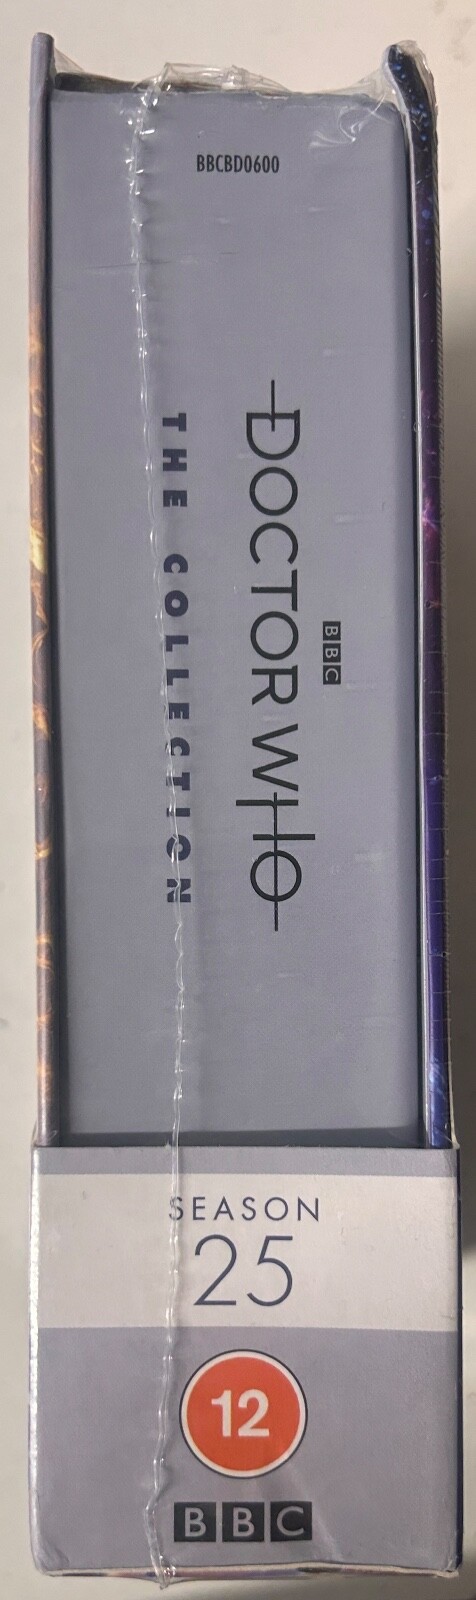 BBCBD0600
BBC
DOCTOR WHO
THE COLLECTION
SEASON
25
12
BBC